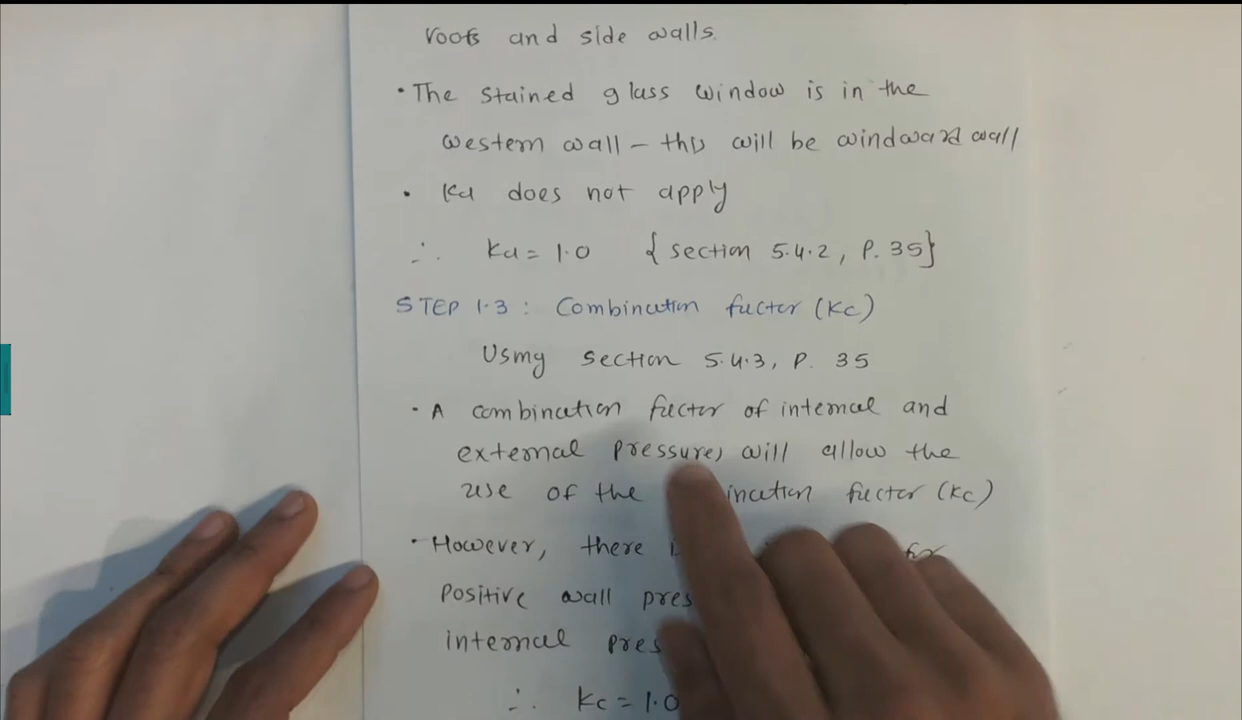 roofs and side walls.
• The stained glass window is in the
western wall – this will be windward wall
• Ka does not apply
∴ Ka = 1.0 {section 5.4.2, P. 35}
STEP 1.3 : Combination factor (Kc)
Using section 5.4.3, P. 35
• A combination factor of internal and
external pressures will allow the
use of the ination factor (Kc)
• However, there for
positive wall pres
internal pres
∴ Kc = 1.0